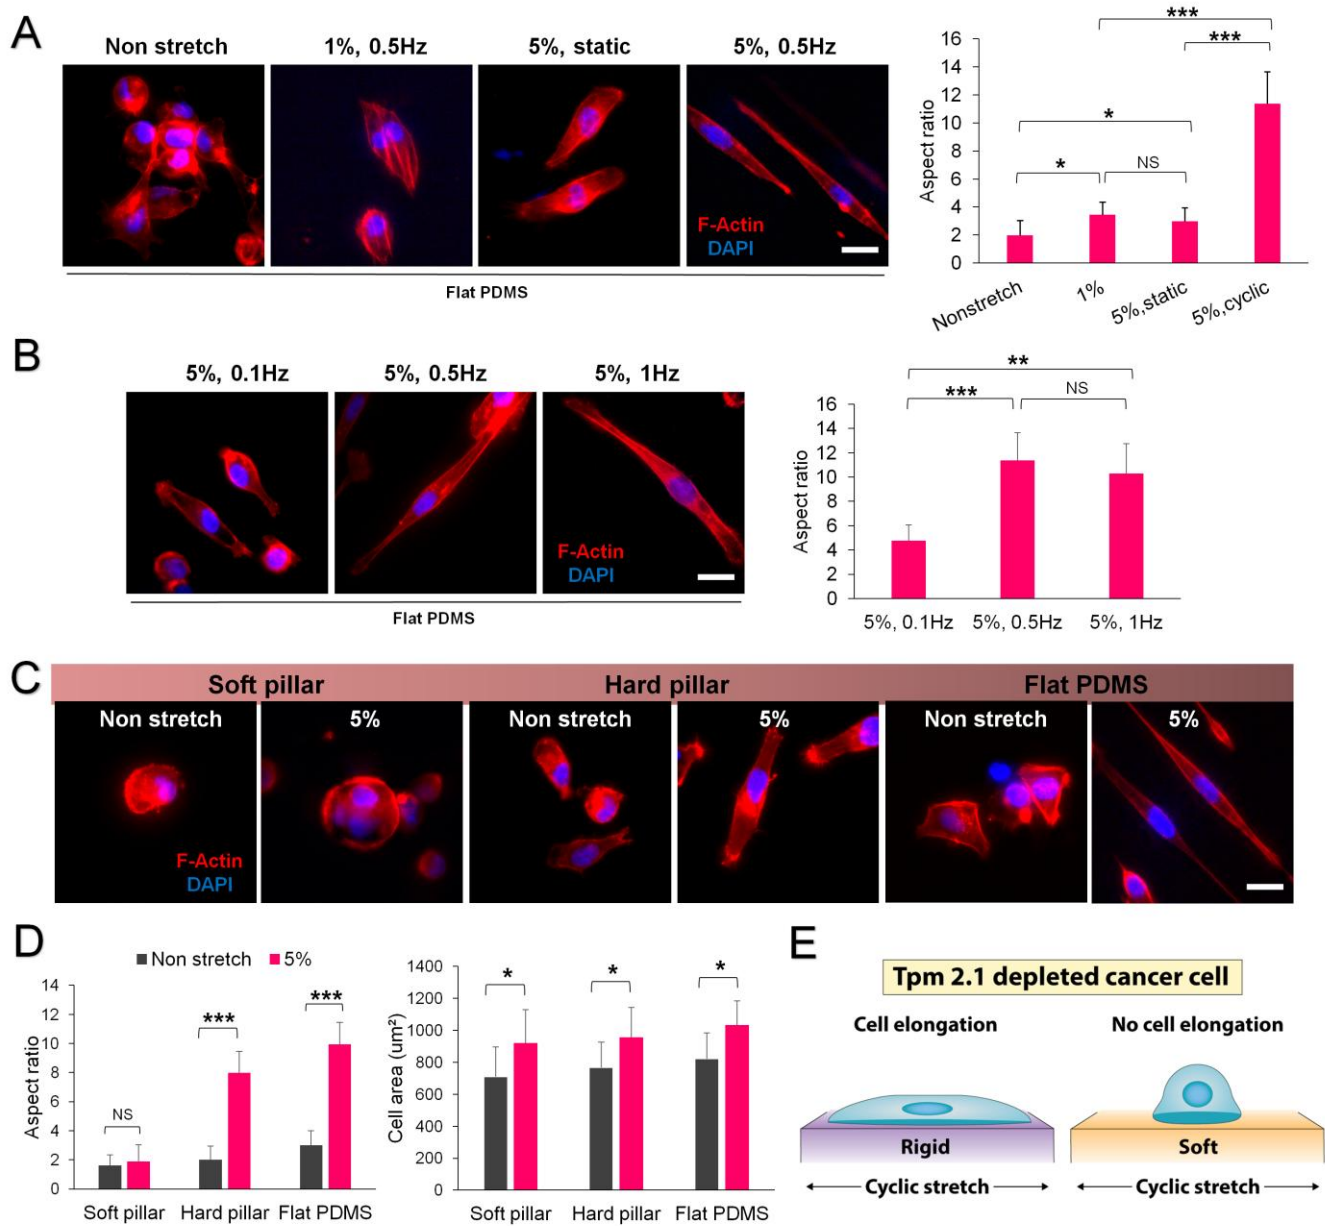 A
Non stretch
1%, 0.5Hz
5%, static
5%, 0.5Hz
F-Actin
DAPI
Flat PDMS
***
***
*
*
NS
Aspect ratio
16
14
12
10
8
6
4
2
0
Nonstretch
1%
5%,static
5%,cyclic
B
5%, 0.1Hz
5%, 0.5Hz
5%, 1Hz
F-Actin
DAPI
Flat PDMS
**
***
NS
Aspect ratio
16
14
12
10
8
6
4
2
0
5%, 0.1Hz
5%, 0.5Hz
5%, 1Hz
C
Soft pillar
Hard pillar
Flat PDMS
Non stretch
5%
Non stretch
5%
Non stretch
5%
F-Actin
DAPI
D
Non stretch
5%
Aspect ratio
14
12
10
8
6
4
2
0
NS
***
***
Soft pillar
Hard pillar
Flat PDMS
Cell area (um²)
1400
1200
1000
800
600
400
200
0
*
*
*
Soft pillar
Hard pillar
Flat PDMS
E
Tpm 2.1 depleted cancer cell
Cell elongation
No cell elongation
Rigid
Soft
Cyclic stretch
Cyclic stretch